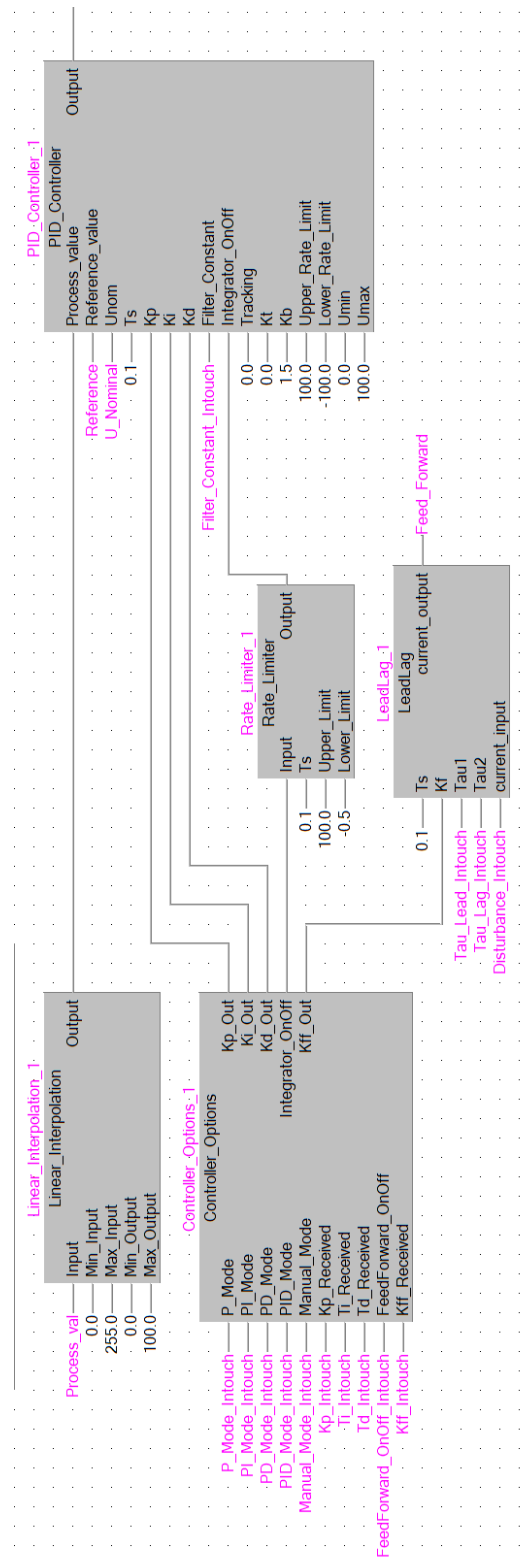 Linear_Interpolation_1
Linear_Interpolation
Process_val Input Output
0.0 Min_Input
255.0 Max_Input
0.0 Min_Output
100.0 Max_Output
Controller_Options_1
Controller_Options
P_Mode_Intouch P_Mode Kp_Out
PI_Mode_Intouch PI_Mode Ki_Out
PD_Mode_Intouch PD_Mode Kd_Out
PID_Mode_Intouch PID_Mode Integrator_OnOff
Manual_Mode_Intouch Manual_Mode Kff_Out
Kp_Intouch Kp_Received
Ti_Intouch Ti_Received
Td_Intouch Td_Received
FeedForward_OnOff_Intouch FeedForward_OnOff
Kff_Intouch Kff_Received
Rate_Limiter_1
Rate_Limiter
Input Output
0.1 Ts
100.0 Upper_Limit
-0.5 Lower_Limit
LeadLag_1
LeadLag
0.1 Ts current_output Feed_Forward
Kf
Tau_Lead_Intouch Tau1
Tau_Lag_Intouch Tau2
Disturbance_Intouch current_input
PID_Controller_1
PID_Controller
Process_value Output
Reference Reference_value
U_Nominal Unom
0.1 Ts
Kp
Ki
Kd
Filter_Constant_Intouch Filter_Constant
Integrator_OnOff
0.0 Tracking
0.0 Kt
1.5 Kb
100.0 Upper_Rate_Limit
-100.0 Lower_Rate_Limit
0.0 Umin
100.0 Umax